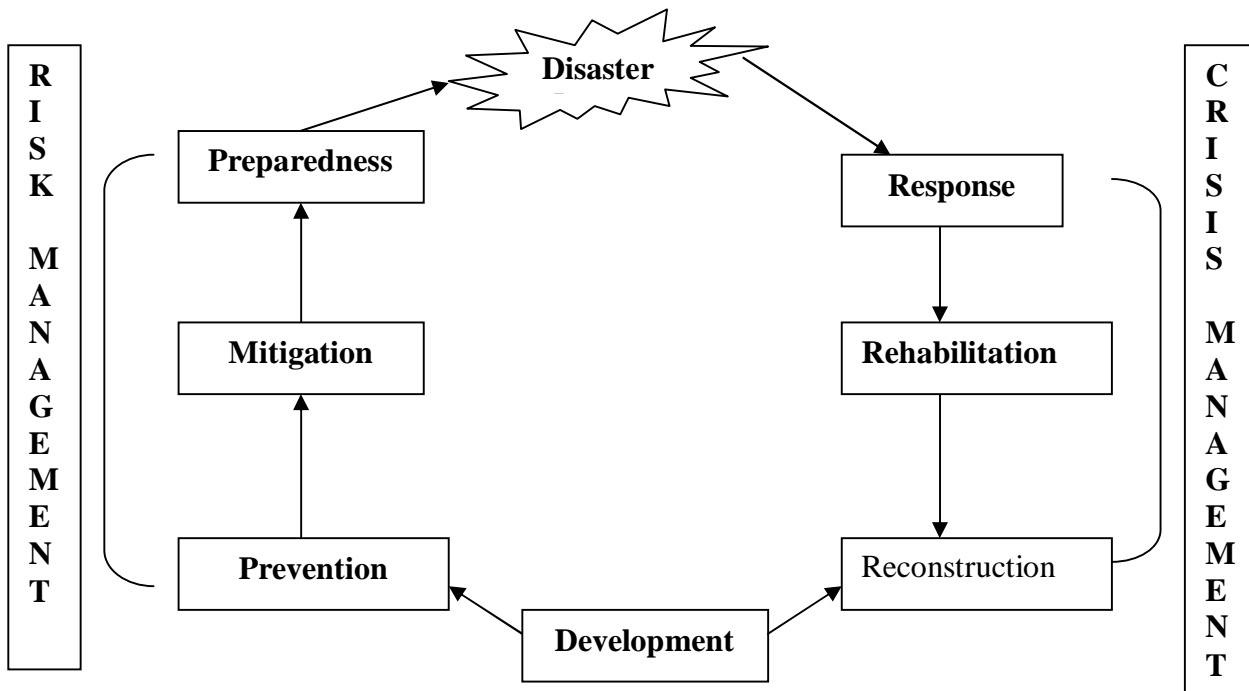 RISK MANAGEMENT
Disaster
CRISIS MANAGEMENT
Preparedness
Response
Mitigation
Rehabilitation
Prevention
Reconstruction
Development